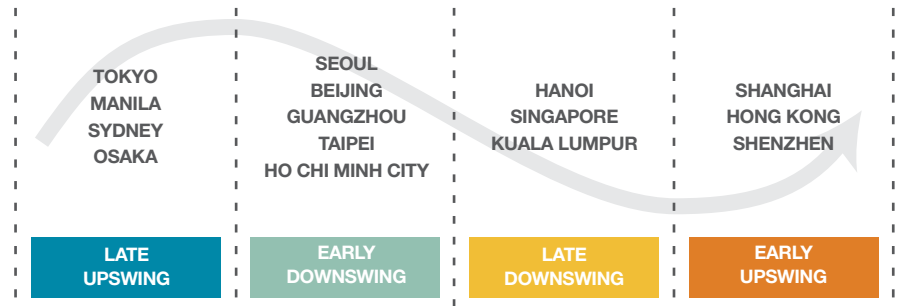 TOKYO
MANILA
SYDNEY
OSAKA
LATE
UPSWING
SEOUL
BEIJING
GUANGZHOU
TAIPEI
HO CHI MINH CITY
EARLY
DOWNSWING
HANOI
SINGAPORE
KUALA LUMPUR
LATE
DOWNSWING
SHANGHAI
HONG KONG
SHENZHEN
EARLY
UPSWING